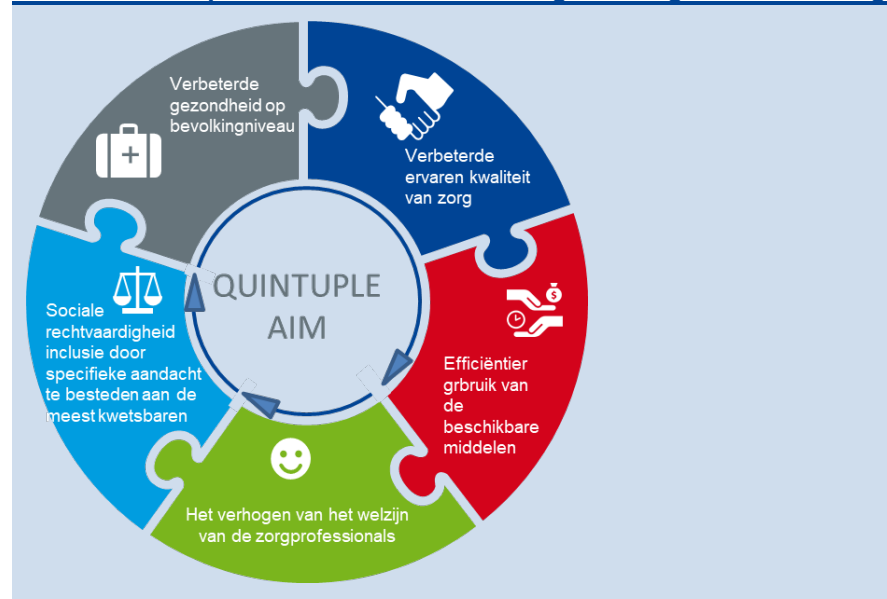 Verbeterde
gezondheid op
bevolkingniveau
Verbeterde
ervaren kwaliteit
van zorg
QUINTUPLE
AIM
Sociale
rechtvaardigheid
inclusie door
specifieke aandacht
te besteden aan de
meest kwetsbaren
Efficiëntier
grbruik van
de
beschikbare
middelen
Het verhogen van het welzijn
van de zorgprofessionals